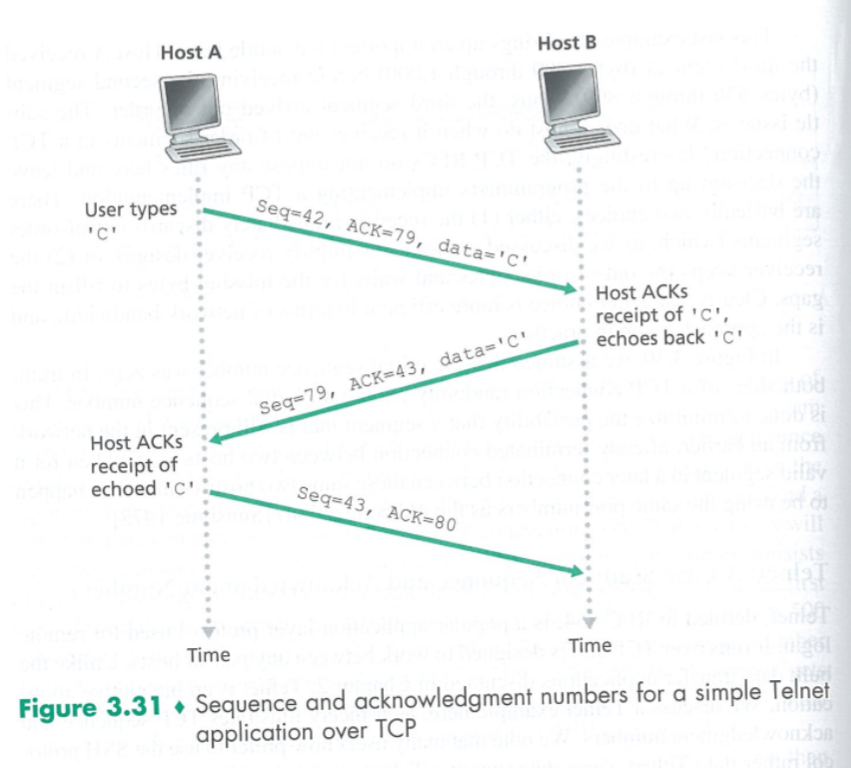 Host A
Host B
User types
'C'
Seq=42, ACK=79, data='C'
Host ACKs
receipt of 'C',
echoes back 'C'
Seq=79, ACK=43, data='C'
Host ACKs
receipt of
echoed 'C'
Seq=43, ACK=80
Time
Time
Figure 3.31 ♦ Sequence and acknowledgment numbers for a simple Telnet
application over TCP